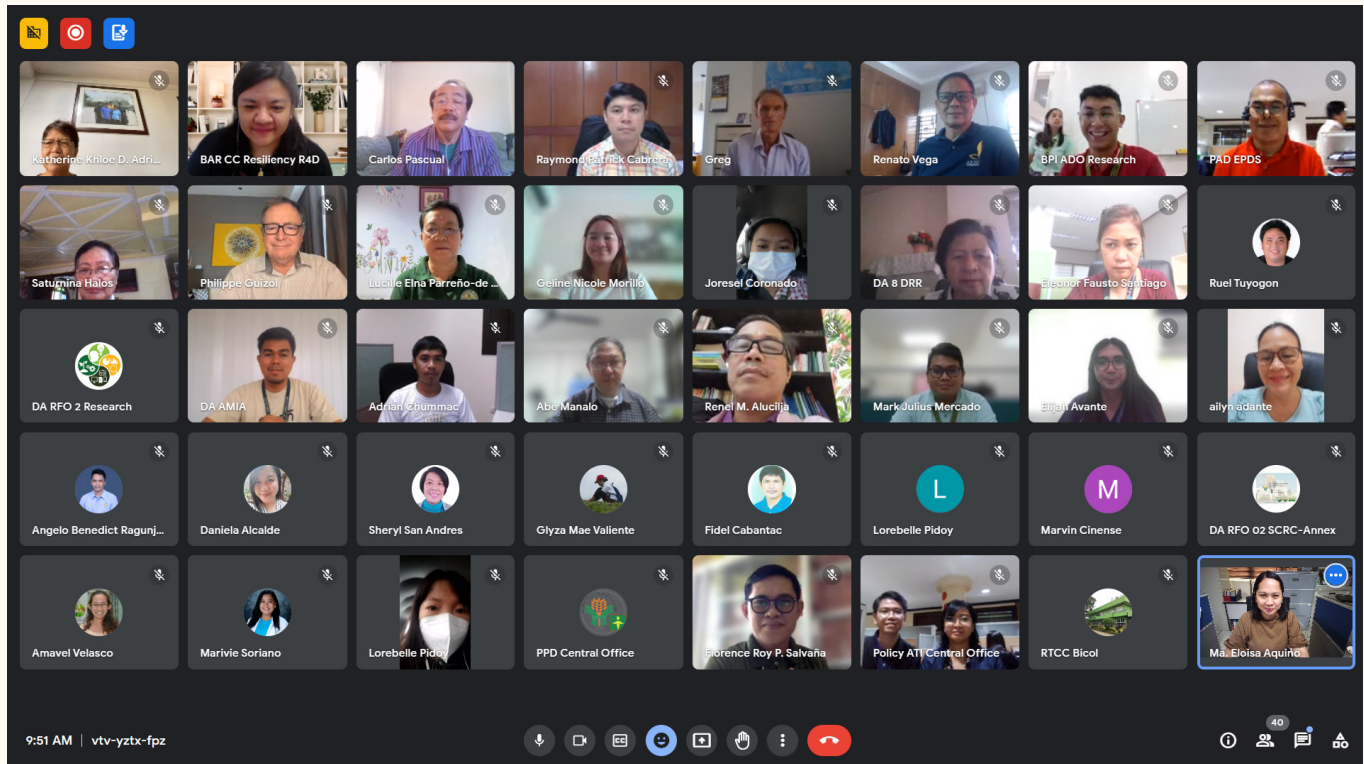 Katherine Khloe D. Adri...
BAR CC Resiliency R4D
Carlos Pascual
Raymond Patrick Cabrera
Greg
Renato Vega
BPI ADO Research
PAD EPDS
Saturnina Halos
Philippe Guizol
Lucille Elna Parreño-de ...
Geline Nicole Morillo
Joresel Coronado
DA 8 DRR
Eleonor Fausto Santiago
Ruel Tuyogon
DA RFO 2 Research
DA AMIA
Adrian Chummac
Abe Manalo
Renel M. Alucilja
Mark Julius Mercado
Elijah Avante
ailyn adante
Angelo Benedict Ragunj...
Daniela Alcalde
Sheryl San Andres
Glyza Mae Valiente
Fidel Cabantac
L
Lorebelle Pidoy
M
Marvin Cinense
DA RFO 02 SCRC-Annex
Amavel Velasco
Marivie Soriano
Lorebelle Pidoy
PPD Central Office
Florence Roy P. Salvaña
Policy ATI Central Office
RTCC Bicol
Ma. Eloisa Aquino
9:51 AM | vtv-yztx-fpz
CC
40